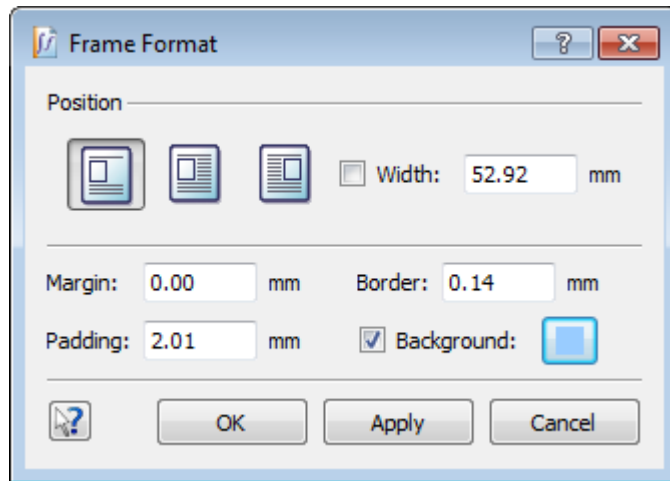 Frame Format
Position
Width: 52.92 mm
Margin: 0.00 mm Border: 0.14 mm
Padding: 2.01 mm Background:
OK Apply Cancel